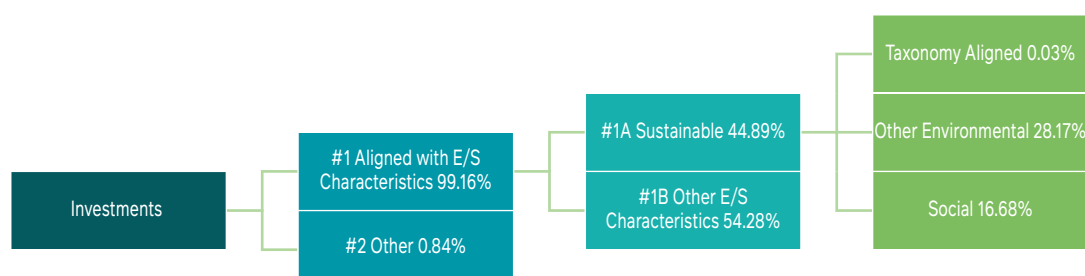 Investments
#1 Aligned with E/S
Characteristics 99.16%
#2 Other 0.84%
#1A Sustainable 44.89%
#1B Other E/S
Characteristics 54.28%
Taxonomy Aligned 0.03%
Other Environmental 28.17%
Social 16.68%